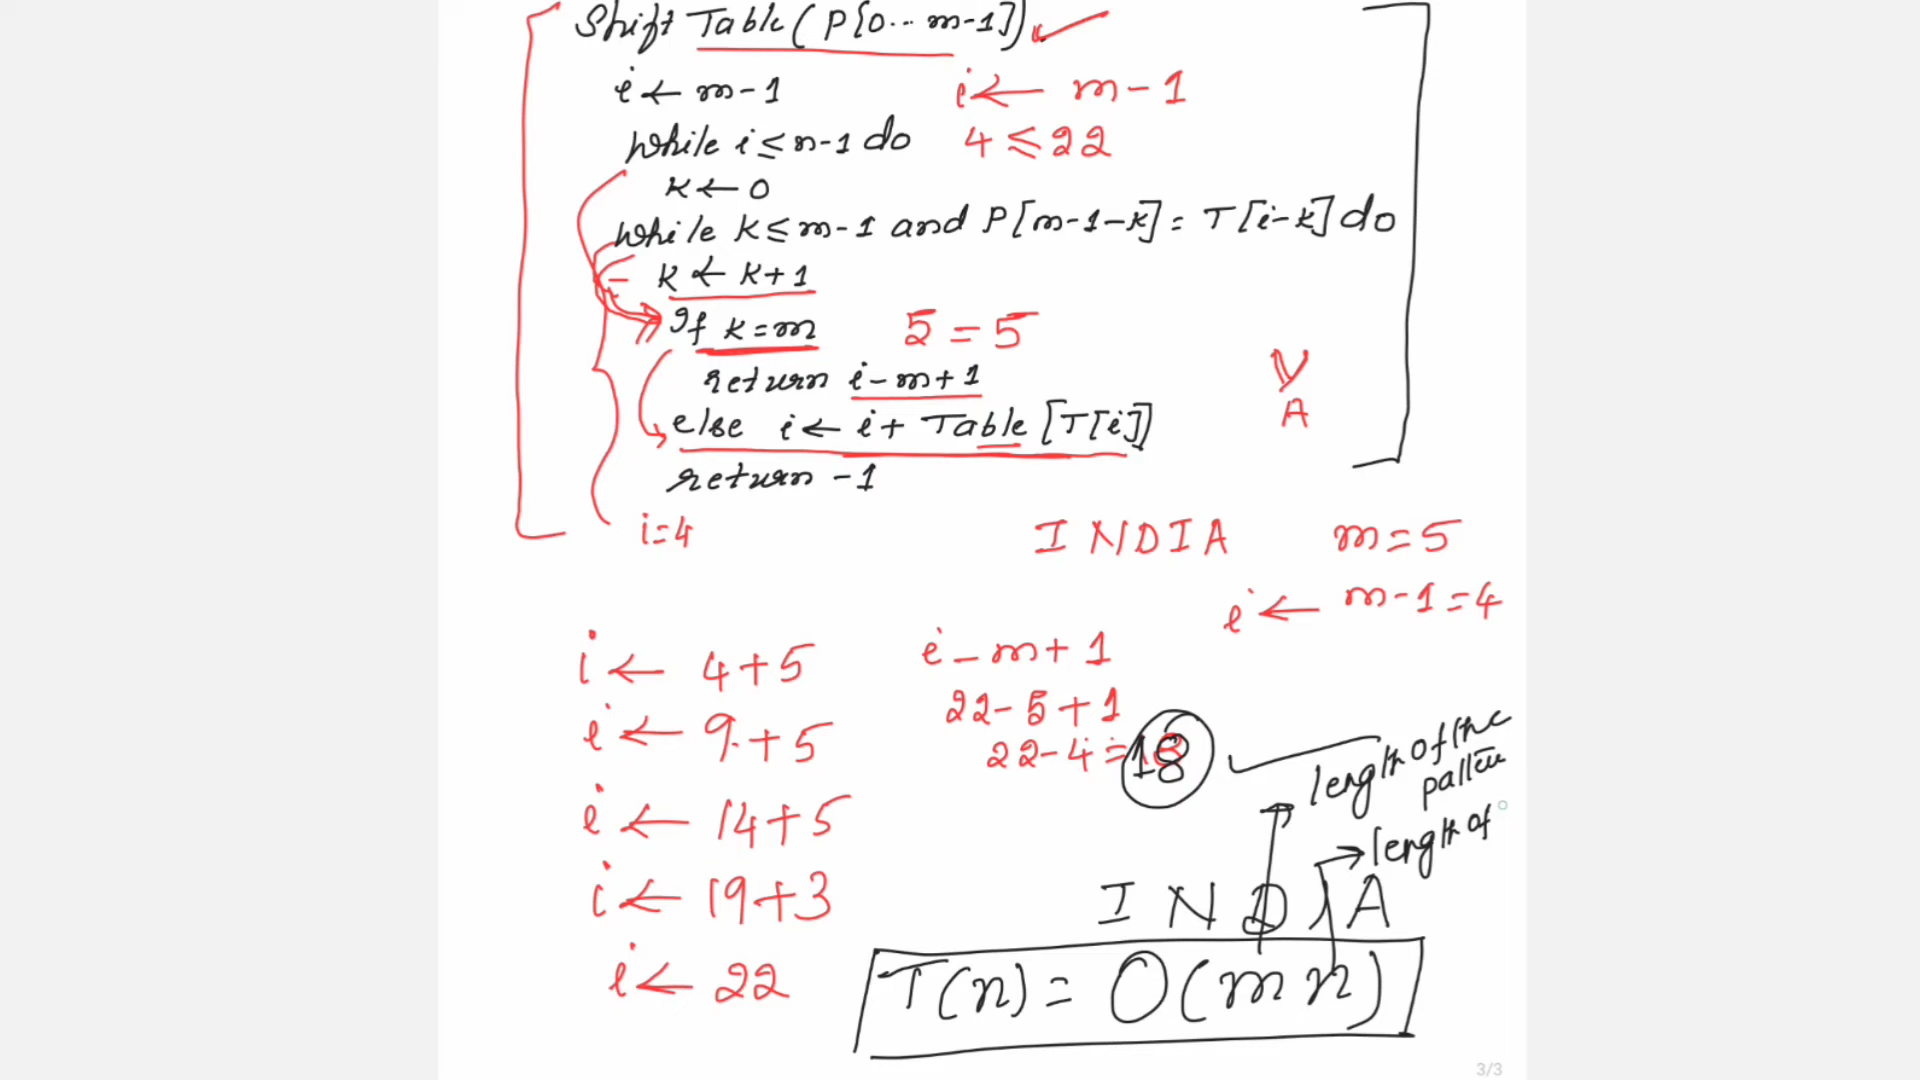 Shift Table ( P[0... m-1])
i ← m-1 i ← m-1
while i ≤ n-1 do 4 ≤ 22
k ← 0
while k ≤ m-1 and P[m-1-k] = T[i-k] do
k ← k+1
If k = m 5 = 5
return i-m+1
V
A
else i ← i + Table [T[i]]
return -1
i=4
INDIA m = 5
i ← m-1 = 4
i ← 4+5
i ← 9+5
i ← 14+5
i ← 19+3
i ← 22
i - m + 1
22-5+1
22-4 = 18
length of the
length of
INDIA
T(n) = O(mn)
3/3